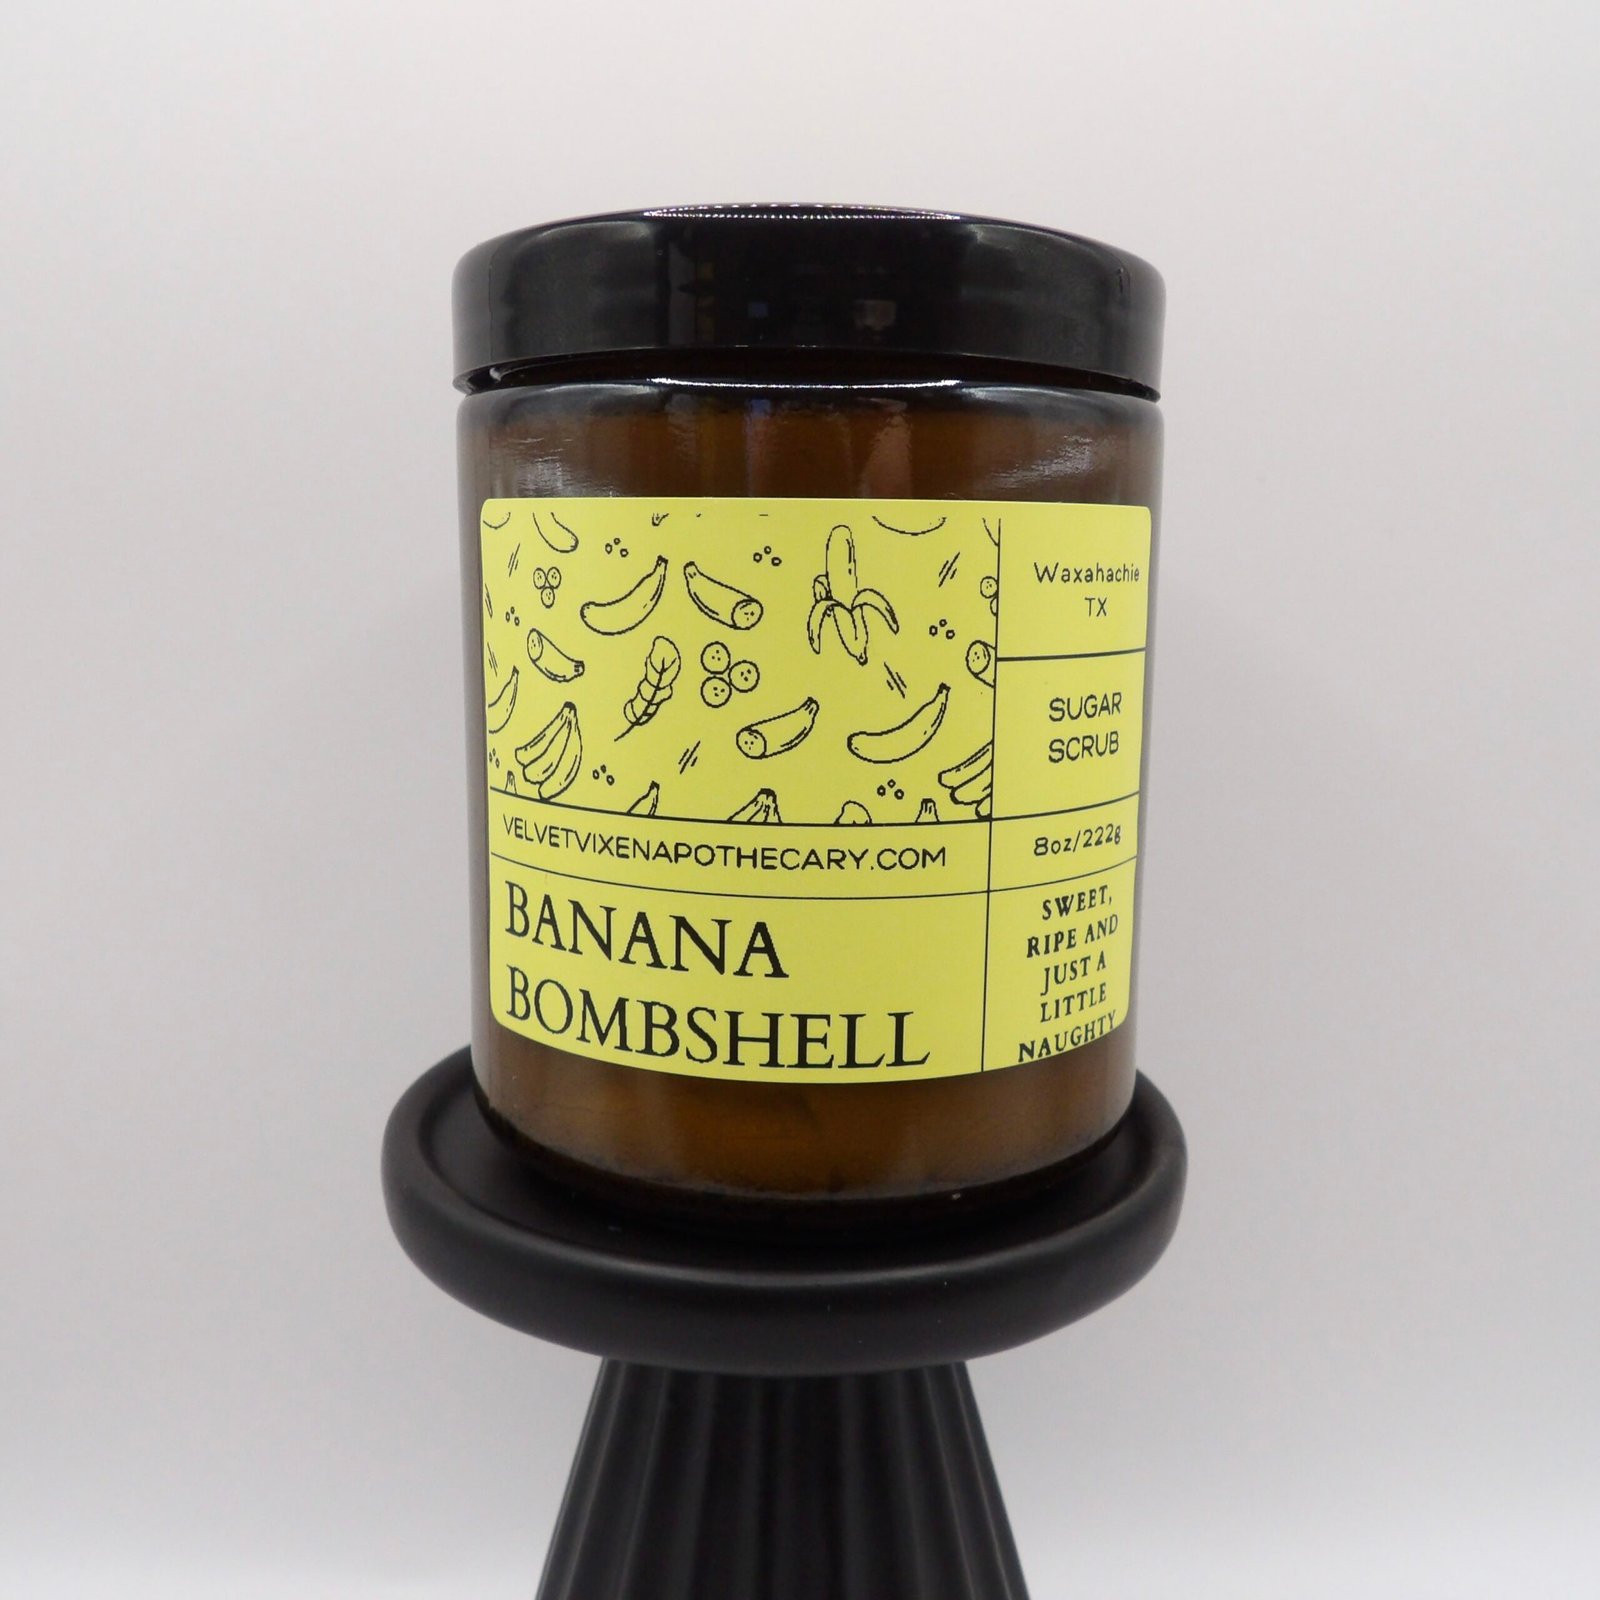 Waxahachie
TX
SUGAR
SCRUB
VELVETVIXENAPOTHECARY.COM
8oz/222g
BANANA
BOMBSHELL
SWEET,
RIPE AND
JUST A
LITTLE
NAUGHTY